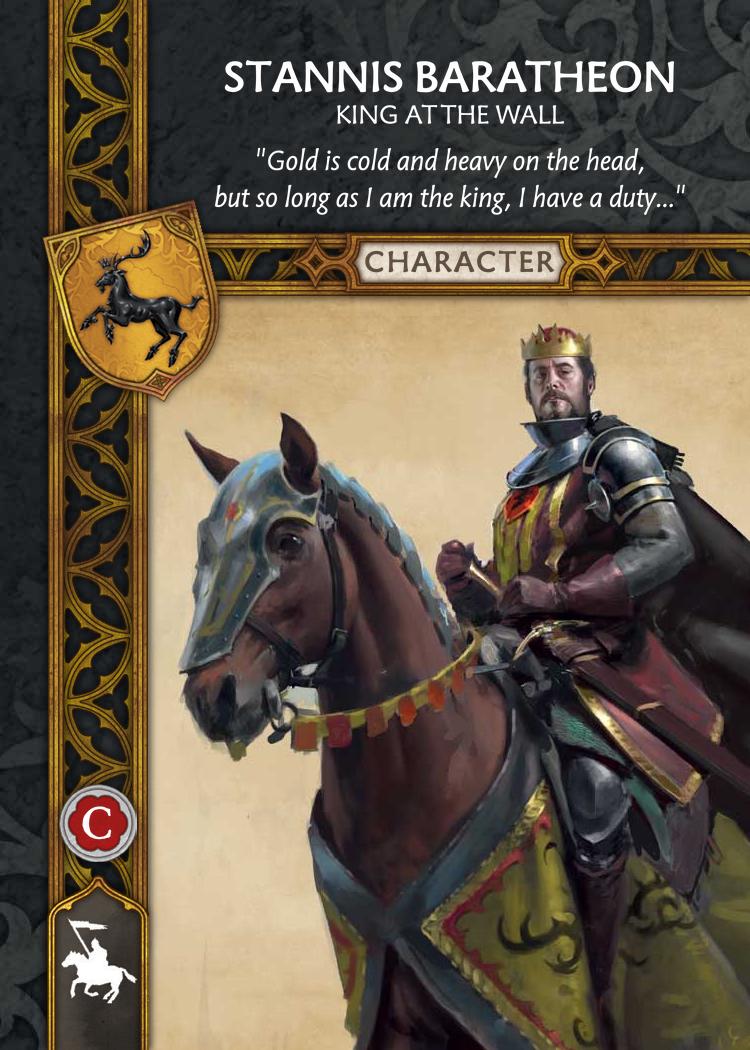 STANNIS BARATHEON
KING AT THE WALL
"Gold is cold and heavy on the head,
but so long as I am the king, I have a duty..."
CHARACTER
C